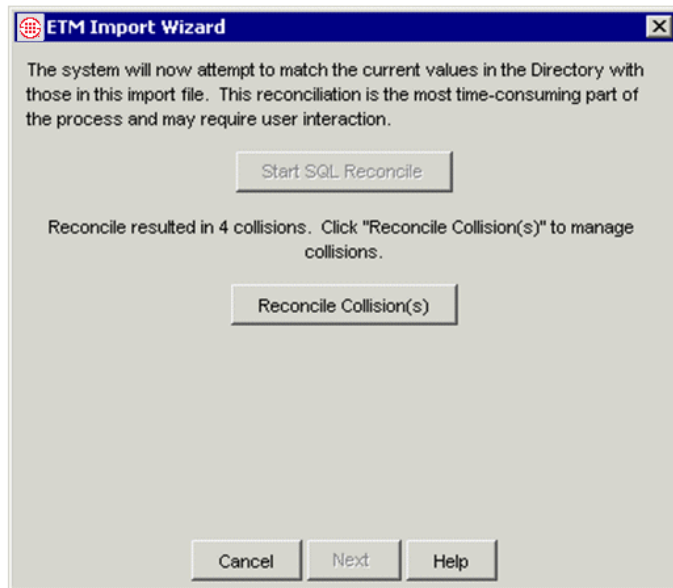 ETM Import Wizard
The system will now attempt to match the current values in the Directory with
those in this import file. This reconciliation is the most time-consuming part of
the process and may require user interaction.
Start SQL Reconcile
Reconcile resulted in 4 collisions. Click "Reconcile Collision(s)" to manage
collisions.
Reconcile Collision(s)
Cancel Next Help